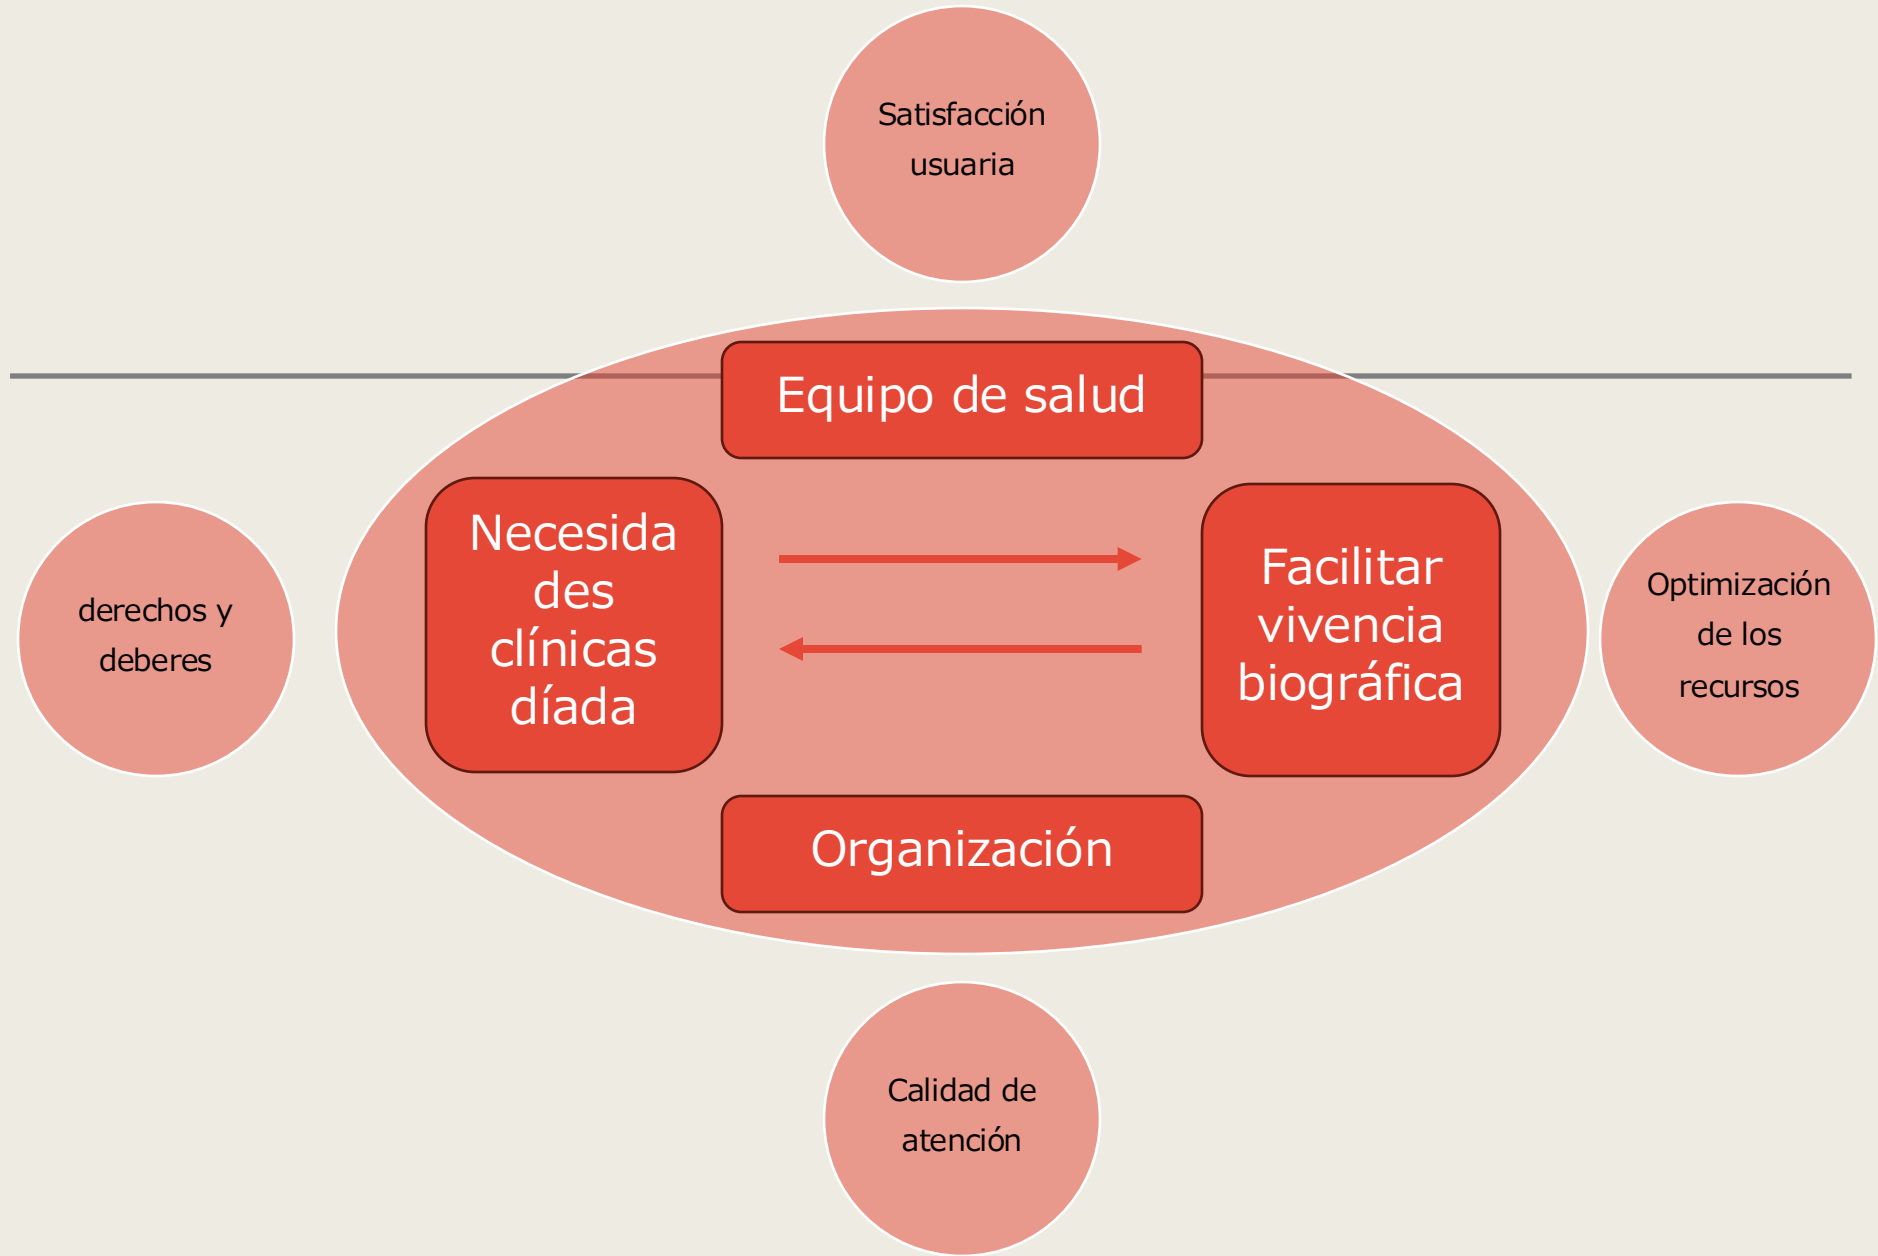 Satisfacción
usuaria
Equipo de salud
Necesida
des
clínicas
díada
Facilitar
vivencia
biográfica
derechos y
deberes
Optimización
de los
recursos
Organización
Calidad de
atención